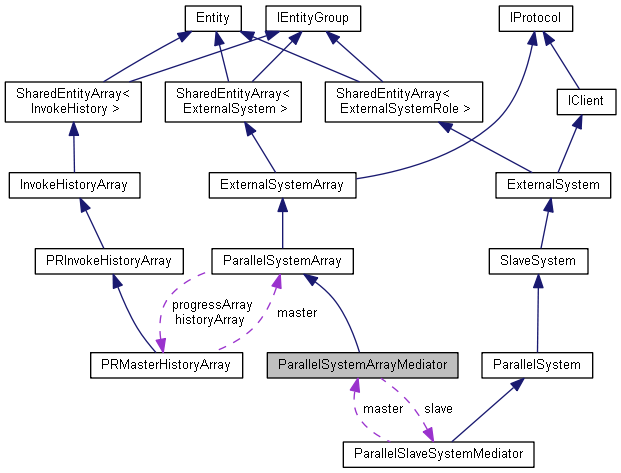 Entity
IEntityGroup
IProtocol
SharedEntityArray<
InvokeHistory >
SharedEntityArray<
ExternalSystem >
SharedEntityArray<
ExternalSystemRole >
IClient
InvokeHistoryArray
ExternalSystemArray
ExternalSystem
PRInvokeHistoryArray
ParallelSystemArray
SlaveSystem
progressArray
historyArray
master
PRMasterHistoryArray
ParallelSystemArrayMediator
ParallelSystem
master
slave
ParallelSlaveSystemMediator